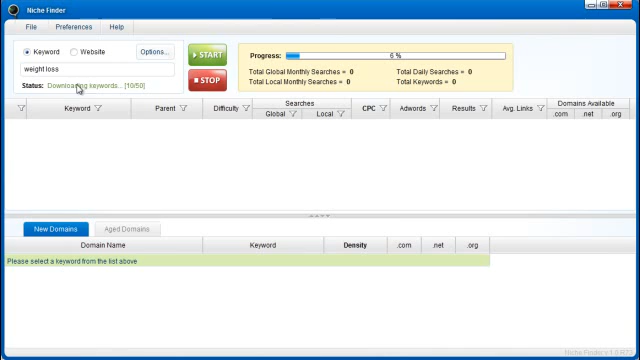 Niche Finder
File Preferences Help
Keyword Website Options...
weight loss
Status: Downloading keywords... [10/50]
START
STOP
Progress: 6 %
Total Global Monthly Searches = 0 Total Daily Searches = 0
Total Local Monthly Searches = 0 Total Keywords = 0
Keyword Parent Difficulty Searches Global Local CPC Adwords Results Avg. Links Domains Available .com .net .org
New Domains Aged Domains
Domain Name Keyword Density .com .net .org
Please select a keyword from the list above